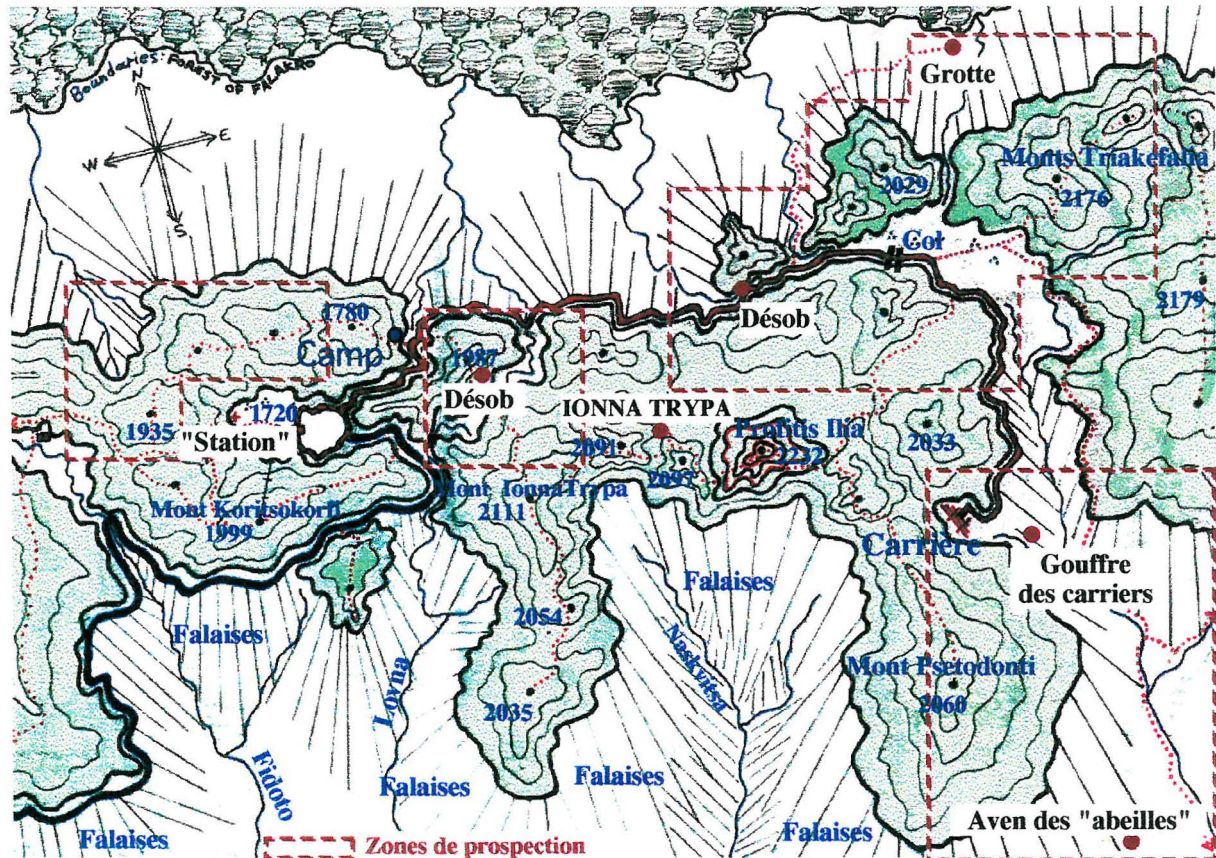 Boundaries: FOREST OF FALAKRO
N
E
W
S
Grotte
Monts Triakefalia
2029
2176
Col
2179
1780
Camp
Désob
1987
Désob
1720
IONNA TRYPA
1935
"Station"
2091
Profitis Ilia
2232
2033
2097
Mont Koritsokorfi
1999
Mont IonnaTrypa
2111
Carrière
Gouffre
des carriers
Falaises
Falaises
2054
Naskviésa
Mont Psetodonti
2060
Lovna
2035
Fidoto
Falaises
Falaises
Falaises
Falaises
Aven des "abeilles"
Zones de prospection